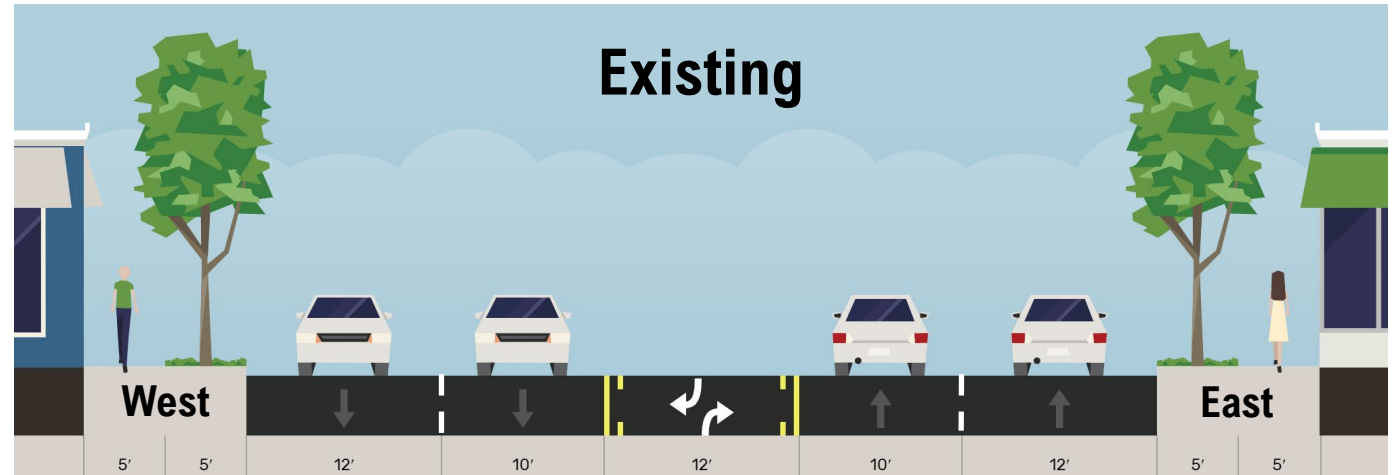 Existing
West
East
5′ 5′ 12′ 10′ 12′ 10′ 12′ 5′ 5′